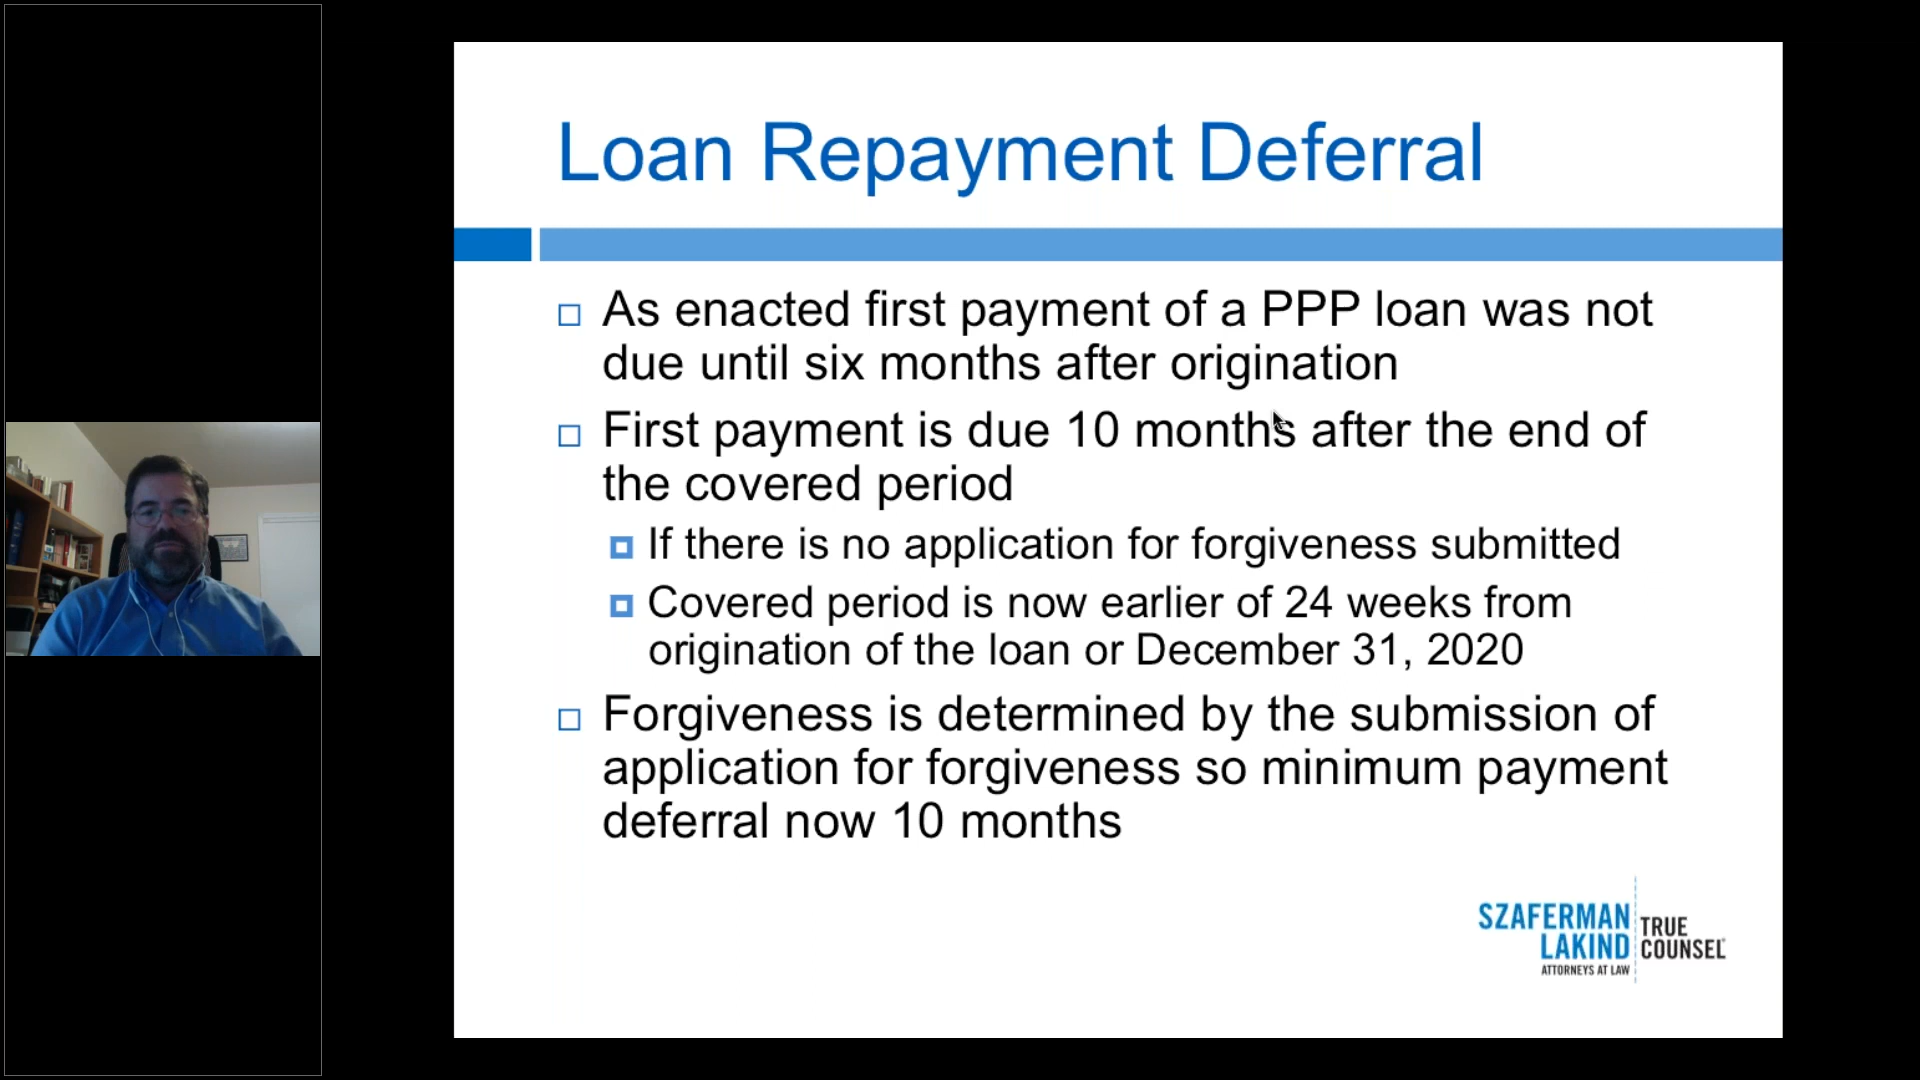 Loan Repayment Deferral
As enacted first payment of a PPP loan was not
due until six months after origination
First payment is due 10 months after the end of
the covered period
If there is no application for forgiveness submitted
Covered period is now earlier of 24 weeks from
origination of the loan or December 31, 2020
Forgiveness is determined by the submission of
application for forgiveness so minimum payment
deferral now 10 months
SZAFERMAN
LAKIND
ATTORNEYS AT LAW
TRUE
COUNSEL